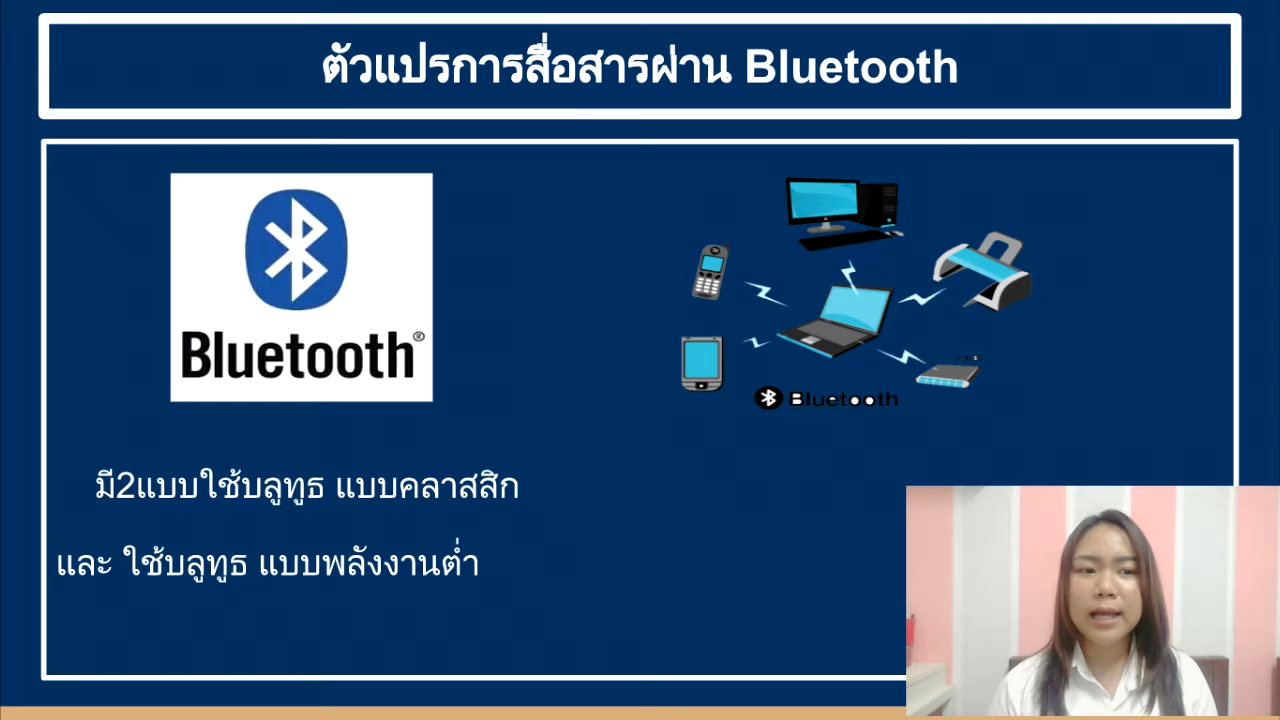 ตัวแปรการสื่อสารผ่าน Bluetooth
Bluetooth®
Bluetooth
มี2แบบใช้บลูทูธ แบบคลาสสิก
และ ใช้บลูทูธ แบบพลังงานต่ำ